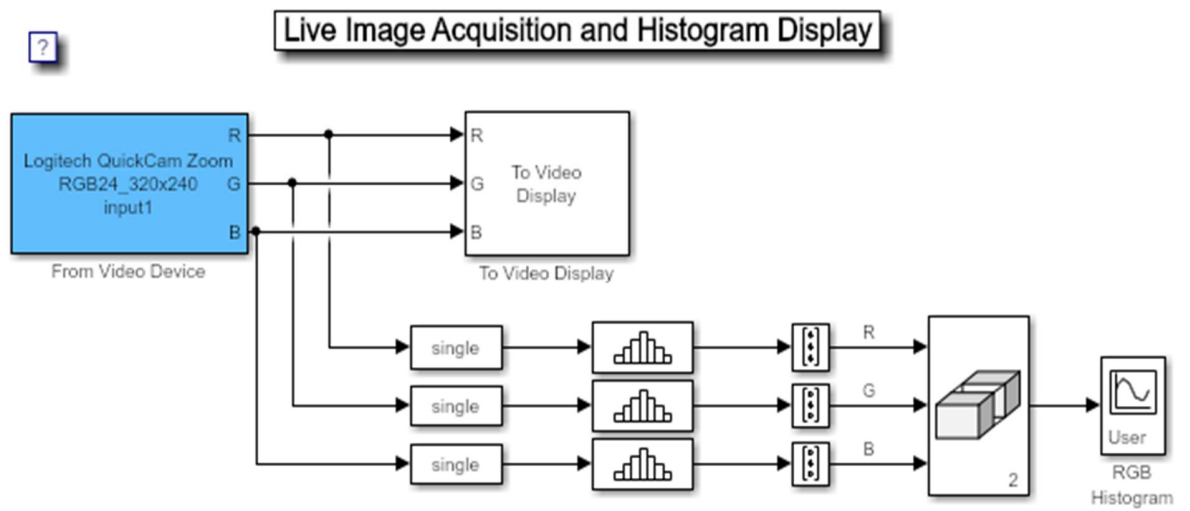 Live Image Acquisition and Histogram Display
?
Logitech QuickCam Zoom
RGB24_320x240
input1
R
G
B
From Video Device
R
G
B
To Video
Display
To Video Display
single
single
single
R
G
B
2
User
RGB
Histogram